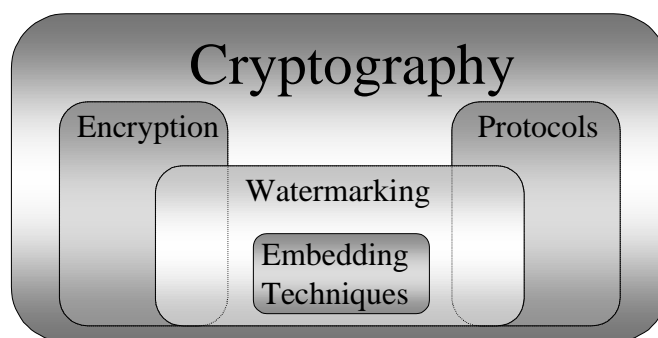 Cryptography
Encryption
Protocols
Watermarking
Embedding
Techniques